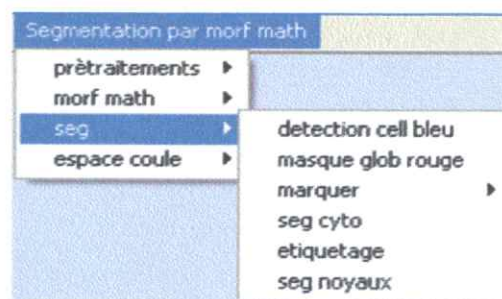 Segmentation par morf math
prètraitements
morf math
seg
espace coule
detection cell bleu
masque glob rouge
marquer
seg cyto
etiquetage
seg noyaux